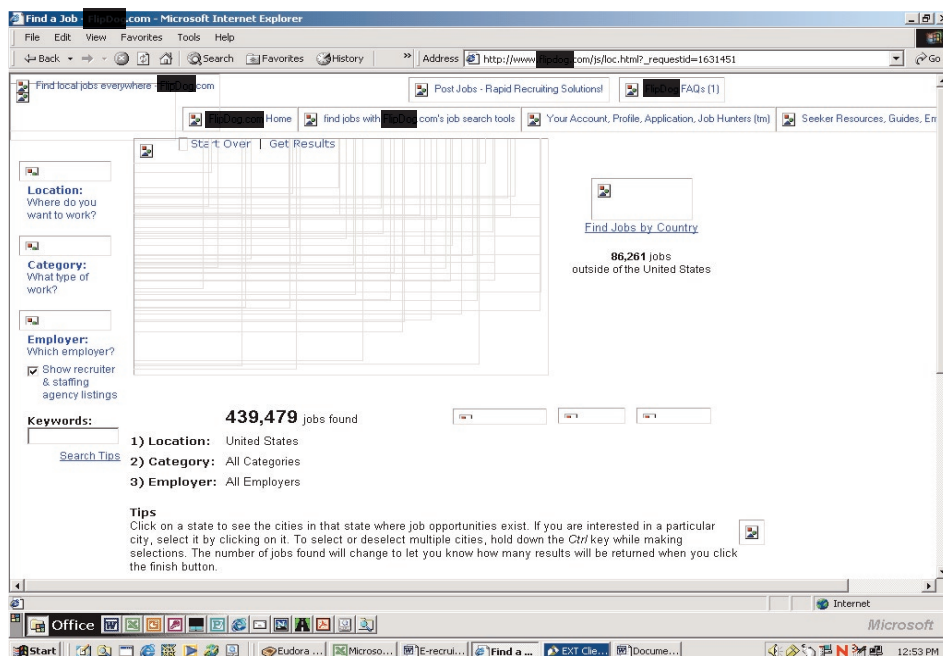 Find a Job - FlipDog.com - Microsoft Internet Explorer
File Edit View Favorites Tools Help
Back Search Favorites History » Address http://www.flipdog.com/js/loc.html?_requestid=1631451 Go
Find local jobs everywhere - FlipDog.com
Post Jobs - Rapid Recruiting Solutions!
FlipDog FAQs (1)
FlipDog.com Home
find jobs with FlipDog.com's job search tools
Your Account, Profile, Application, Job Hunters (tm)
Seeker Resources, Guides, Em
Start Over | Get Results
Location:
Where do you
want to work?
Category:
What type of
work?
Employer:
Which employer?
Show recruiter
& staffing
agency listings
Keywords:
Search Tips
Find Jobs by Country
86,261 jobs
outside of the United States
439,479 jobs found
1) Location: United States
2) Category: All Categories
3) Employer: All Employers
Tips
Click on a state to see the cities in that state where job opportunities exist. If you are interested in a particular
city, select it by clicking on it. To select or deselect multiple cities, hold down the Ctrl key while making
selections. The number of jobs found will change to let you know how many results will be returned when you click
the finish button.
Internet
Office Microsoft
Start Eudora ... Microso... E-recrui... Find a ... EXT Clie... Docume... 12:53 PM